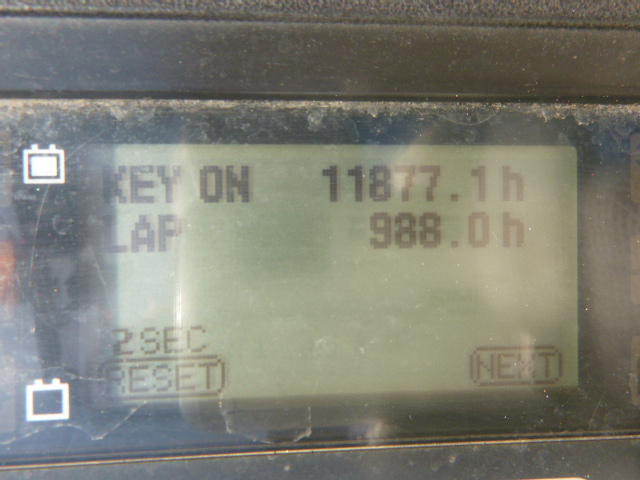 KEY ON 11877.1h
LAP 988.0h
2SEC
RESET NEXT